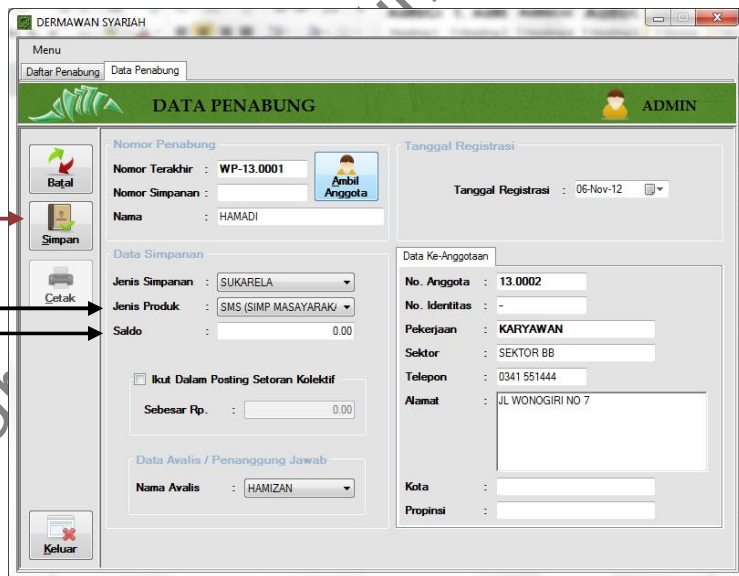 DERMAWAN SYARIAH
Menu
Daftar Penabung Data Penabung
DATA PENABUNG
ADMIN
Batal
Simpan
Cetak
Keluar
Nomor Penabung
Nomor Terakhir : WP-13.0001
Nomor Simpanan :
Nama : HAMADI
Ambil Anggota
Tanggal Registrasi
Tanggal Registrasi : 06-Nov-12
Data Simpanan
Jenis Simpanan : SUKARELA
Jenis Produk : SMS (SIMP MASAYARAK
Saldo : 0.00
Ikut Dalam Posting Setoran Kolektif
Sebesar Rp. : 0.00
Data Avalis / Penanggung Jawab
Nama Avalis : HAMIZAN
Data Ke-Anggotaan
No. Anggota : 13.0002
No. Identitas : -
Pekerjaan : KARYAWAN
Sektor : SEKTOR BB
Telepon : 0341 551444
Alamat : JL WONOGIRI NO 7
Kota :
Propinsi :